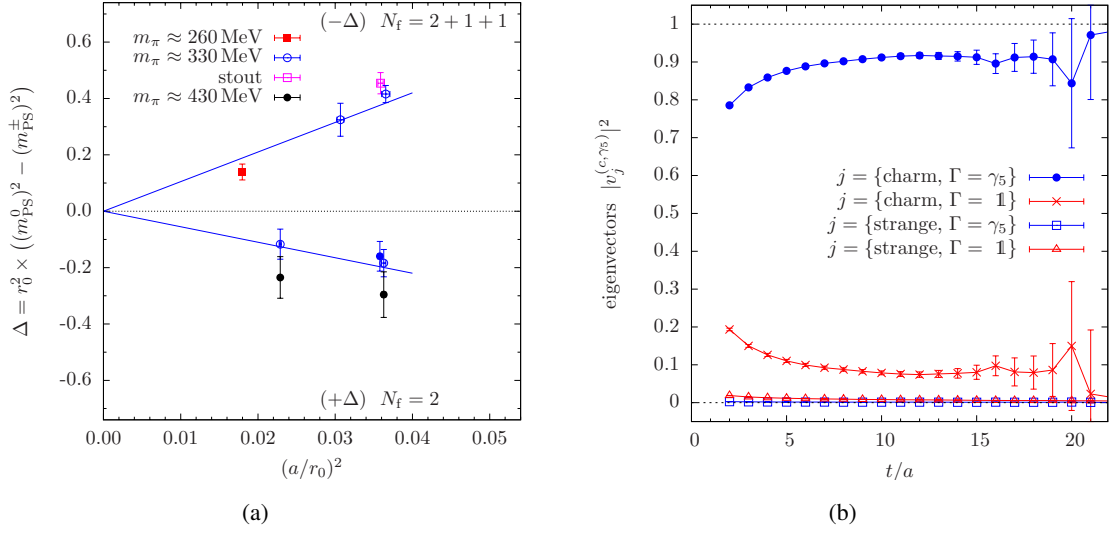 (−Δ) N_f = 2 + 1 + 1
m_π ≈ 260 MeV
m_π ≈ 330 MeV
stout
m_π ≈ 430 MeV
0.6
0.4
0.2
0.0
-0.2
-0.4
-0.6
Δ = r_0^2 × ((m_PS^0)^2 − (m_PS^±)^2)
(+Δ) N_f = 2
0.00
0.01
0.02
0.03
0.04
0.05
(a/r_0)^2
(a)
1
0.9
0.8
0.7
0.6
0.5
0.4
0.3
0.2
0.1
0
eigenvectors |v_j^(c,γ_5)|^2
j = {charm, Γ = γ_5}
j = {charm, Γ = 𝟙}
j = {strange, Γ = γ_5}
j = {strange, Γ = 𝟙}
0
5
10
15
20
t/a
(b)